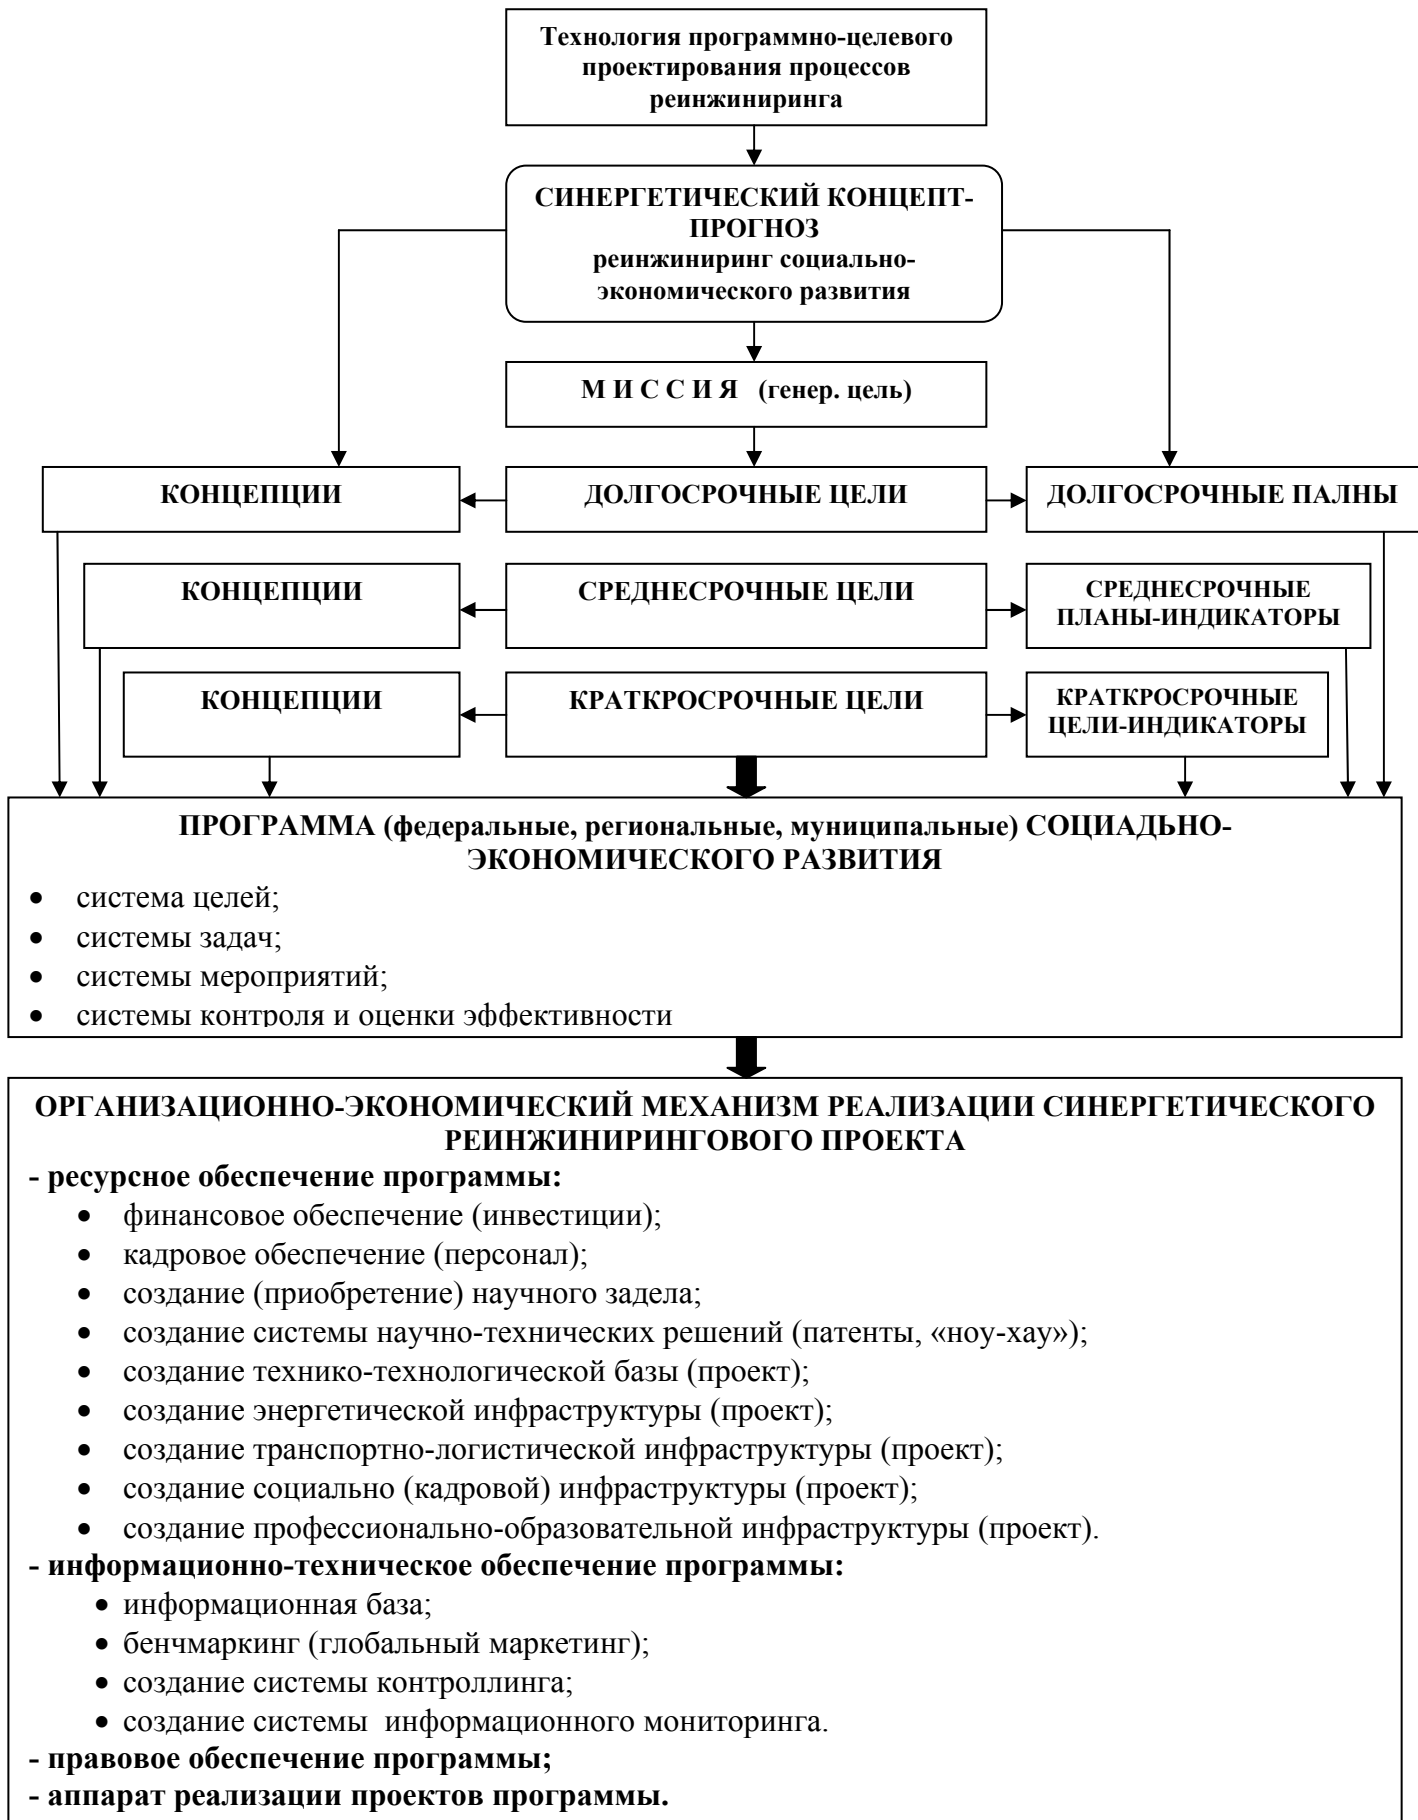 Технология программно-целевого
проектирования процессов
реинжиниринга
СИНЕРГЕТИЧЕСКИЙ КОНЦЕПТ-
ПРОГНОЗ
реинжиниринг социально-
экономического развития
М И С С И Я (генер. цель)
КОНЦЕПЦИИ
ДОЛГОСРОЧНЫЕ ЦЕЛИ
ДОЛГОСРОЧНЫЕ ПАЛНЫ
КОНЦЕПЦИИ
СРЕДНЕСРОЧНЫЕ ЦЕЛИ
СРЕДНЕСРОЧНЫЕ
ПЛАНЫ-ИНДИКАТОРЫ
КОНЦЕПЦИИ
КРАТКРОСРОЧНЫЕ ЦЕЛИ
КРАТКРОСРОЧНЫЕ
ЦЕЛИ-ИНДИКАТОРЫ
ПРОГРАММА (федеральные, региональные, муниципальные) СОЦИАДЬНО-
ЭКОНОМИЧЕСКОГО РАЗВИТИЯ
• система целей;
• системы задач;
• системы мероприятий;
• системы контроля и оценки эффективности
ОРГАНИЗАЦИОННО-ЭКОНОМИЧЕСКИЙ МЕХАНИЗМ РЕАЛИЗАЦИИ СИНЕРГЕТИЧЕСКОГО
РЕИНЖИНИРИНГОВОГО ПРОЕКТА
- ресурсное обеспечение программы:
• финансовое обеспечение (инвестиции);
• кадровое обеспечение (персонал);
• создание (приобретение) научного задела;
• создание системы научно-технических решений (патенты, «ноу-хау»);
• создание технико-технологической базы (проект);
• создание энергетической инфраструктуры (проект);
• создание транспортно-логистической инфраструктуры (проект);
• создание социально (кадровой) инфраструктуры (проект);
• создание профессионально-образовательной инфраструктуры (проект).
- информационно-техническое обеспечение программы:
• информационная база;
• бенчмаркинг (глобальный маркетинг);
• создание системы контроллинга;
• создание системы информационного мониторинга.
- правовое обеспечение программы;
- аппарат реализации проектов программы.